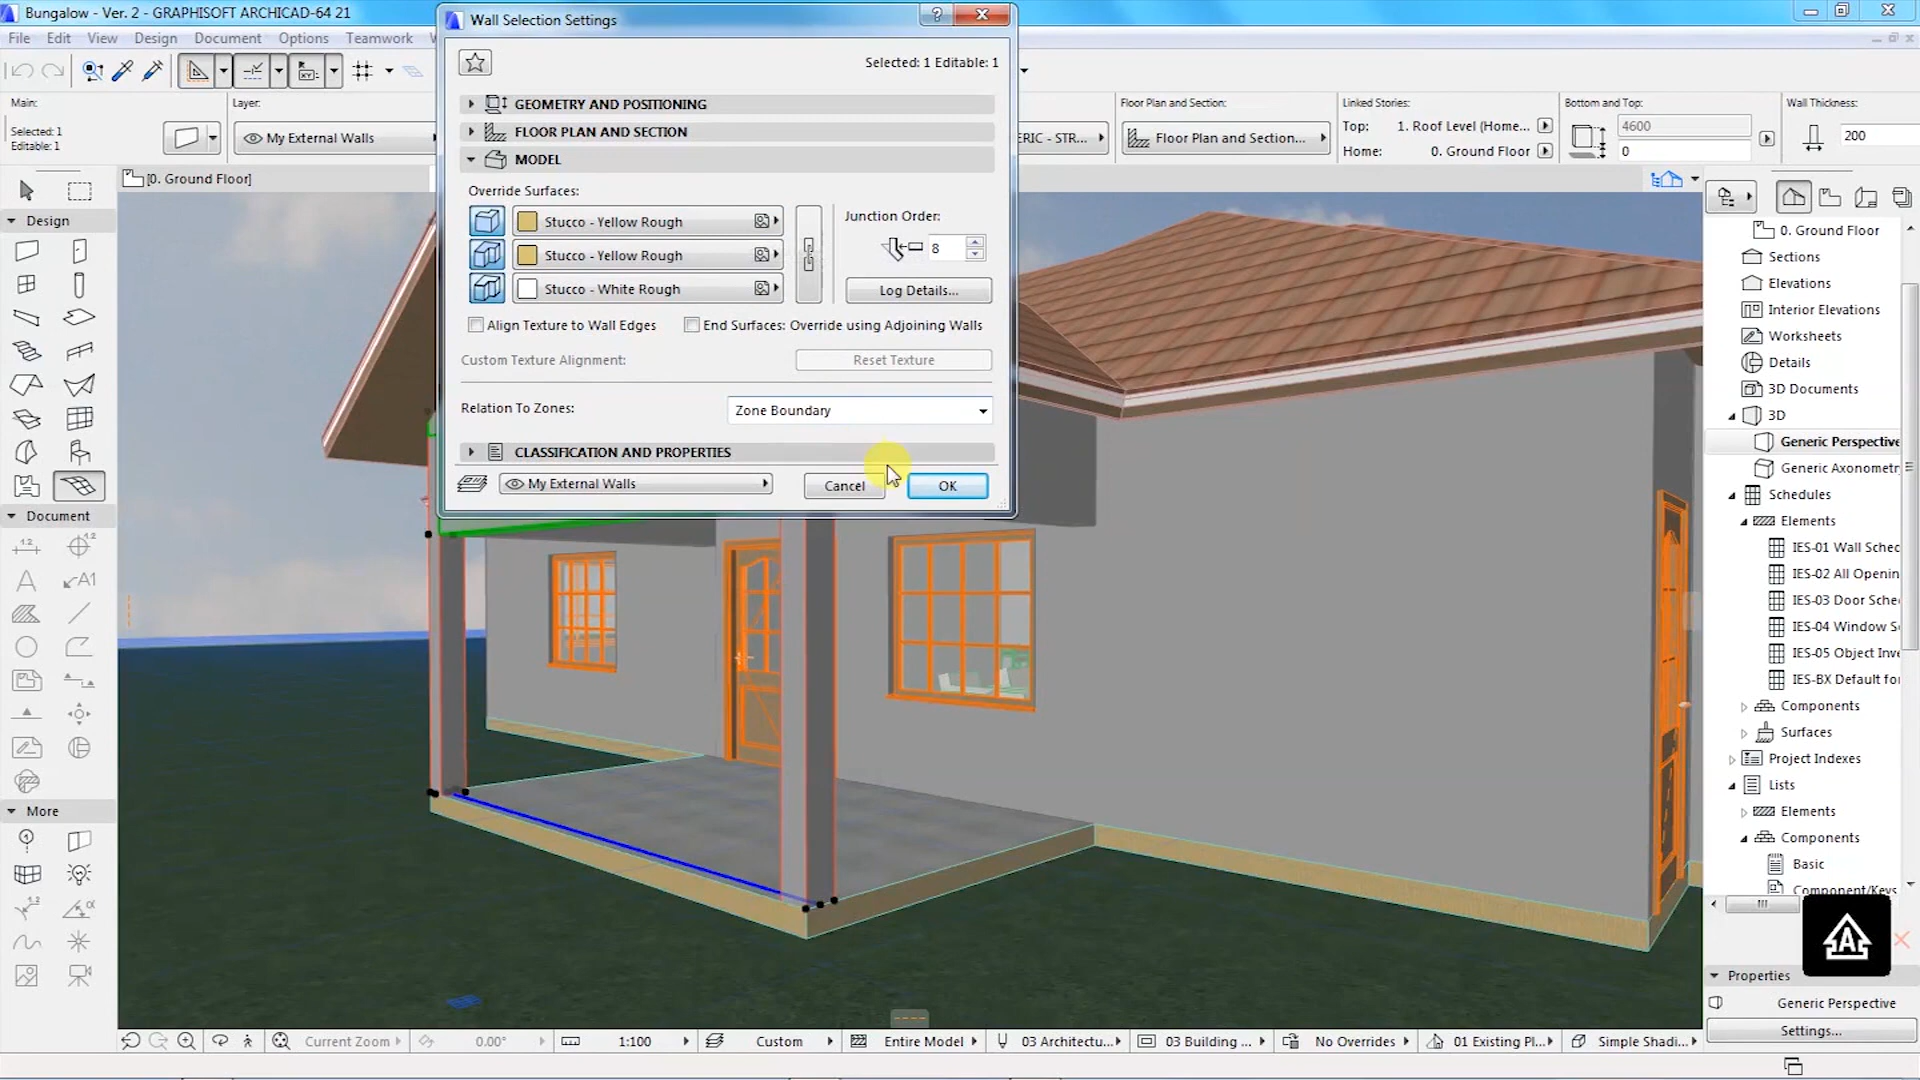 Bungalow - Ver. 2 - GRAPHISOFT ARCHICAD-64 21
Wall Selection Settings
File Edit View Design Document Options Teamwork
Selected: 1 Editable: 1
Main:
Selected: 1
Editable: 1
Layer:
My External Walls
GEOMETRY AND POSITIONING
FLOOR PLAN AND SECTION
MODEL
Override Surfaces:
Stucco - Yellow Rough
Stucco - Yellow Rough
Stucco - White Rough
Junction Order:
8
Log Details...
Align Texture to Wall Edges
End Surfaces: Override using Adjoining Walls
Custom Texture Alignment:
Reset Texture
Relation To Zones:
Zone Boundary
CLASSIFICATION AND PROPERTIES
My External Walls
Cancel
OK
ERIC - STR...
Floor Plan and Section:
Floor Plan and Section...
Linked Stories:
Top: 1. Roof Level (Home...
Home: 0. Ground Floor
Bottom and Top:
4600
0
Wall Thickness:
200
[0. Ground Floor]
Design
Document
More
0. Ground Floor
Sections
Elevations
Interior Elevations
Worksheets
Details
3D Documents
3D
Generic Perspective
Generic Axonometr
Schedules
Elements
IES-01 Wall Sche
IES-02 All Openin
IES-03 Door Sche
IES-04 Window S
IES-05 Object Inve
IES-BX Default for
Components
Surfaces
Project Indexes
Lists
Elements
Components
Basic
Component/Keys
Properties
Generic Perspective
Settings...
Current Zoom
0.00°
1:100
Custom
Entire Model
03 Architectu...
03 Building ...
No Overrides
01 Existing Pl...
Simple Shadi...